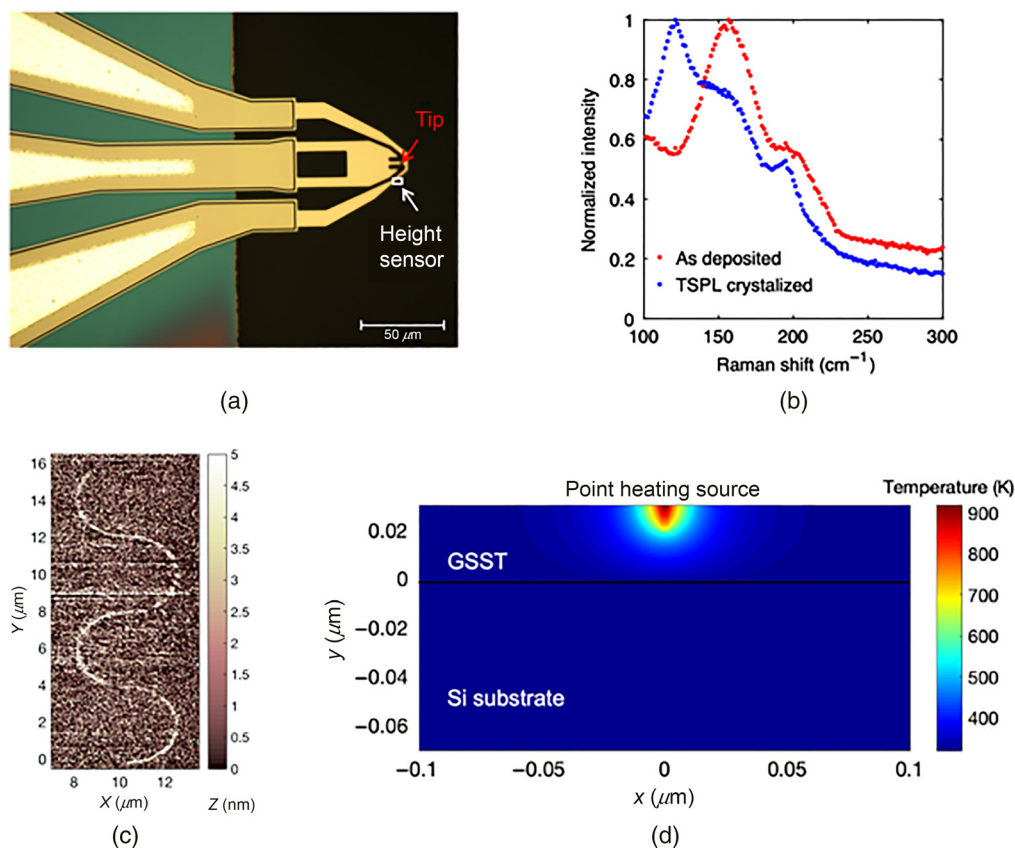 Tip
Height
sensor
50 μm
(a)
1
0.8
0.6
0.4
0.2
0
Normalized intensity
As deposited
TSPL crystalized
100 150 200 250 300
Raman shift (cm⁻¹)
(b)
16
14
12
10
8
6
4
2
0
Y (μm)
8 10 12
X (μm)
5
4.5
4
3.5
3
2.5
2
1.5
1
0.5
0
Z (nm)
(c)
Point heating source
Temperature (K)
0.02
0
−0.02
−0.04
−0.06
y (μm)
GSST
Si substrate
−0.1 −0.05 0 0.05 0.1
x (μm)
900
800
700
600
500
400
(d)